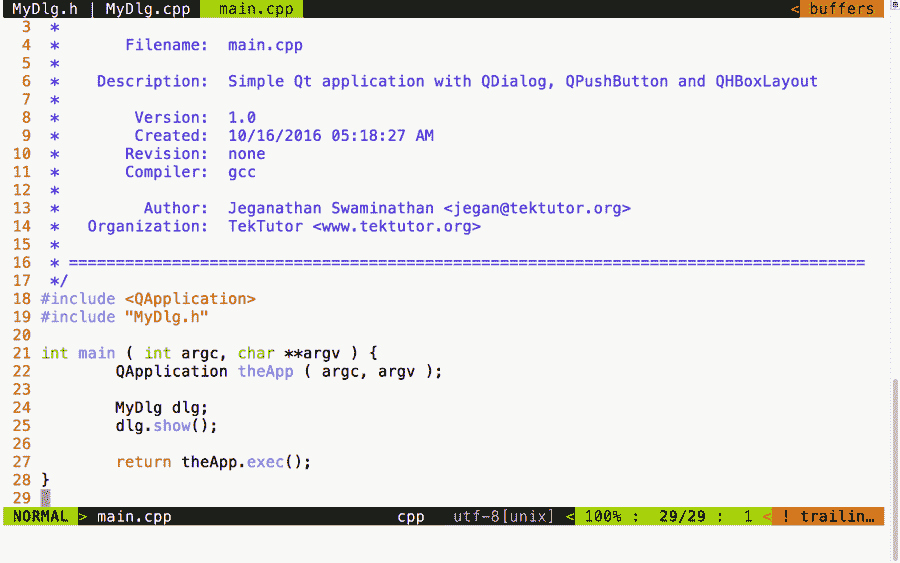 MyDlg.h | MyDlg.cpp main.cpp < buffers
3 *
4 * Filename: main.cpp
5 *
6 * Description: Simple Qt application with QDialog, QPushButton and QHBoxLayout
7 *
8 * Version: 1.0
9 * Created: 10/16/2016 05:18:27 AM
10 * Revision: none
11 * Compiler: gcc
12 *
13 * Author: Jeganathan Swaminathan <jegan@tektutor.org>
14 * Organization: TekTutor <www.tektutor.org>
15 *
16 * =====================================================================================
17 */
18 #include <QApplication>
19 #include "MyDlg.h"
20
21 int main ( int argc, char **argv ) {
22 QApplication theApp ( argc, argv );
23
24 MyDlg dlg;
25 dlg.show();
26
27 return theApp.exec();
28 }
29
NORMAL > main.cpp cpp utf-8[unix] < 100% : 29/29 : 1 < ! trailin…